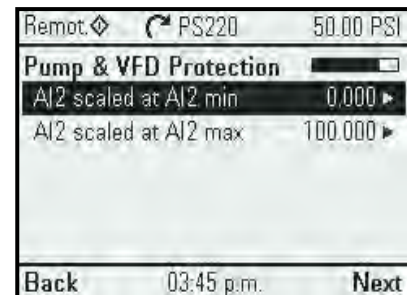 Remot. PS220 50.00 PSI
Pump & VFD Protection
AI2 scaled at AI2 min 0.000
AI2 scaled at AI2 max 100.000
Back 03:45 p.m. Next